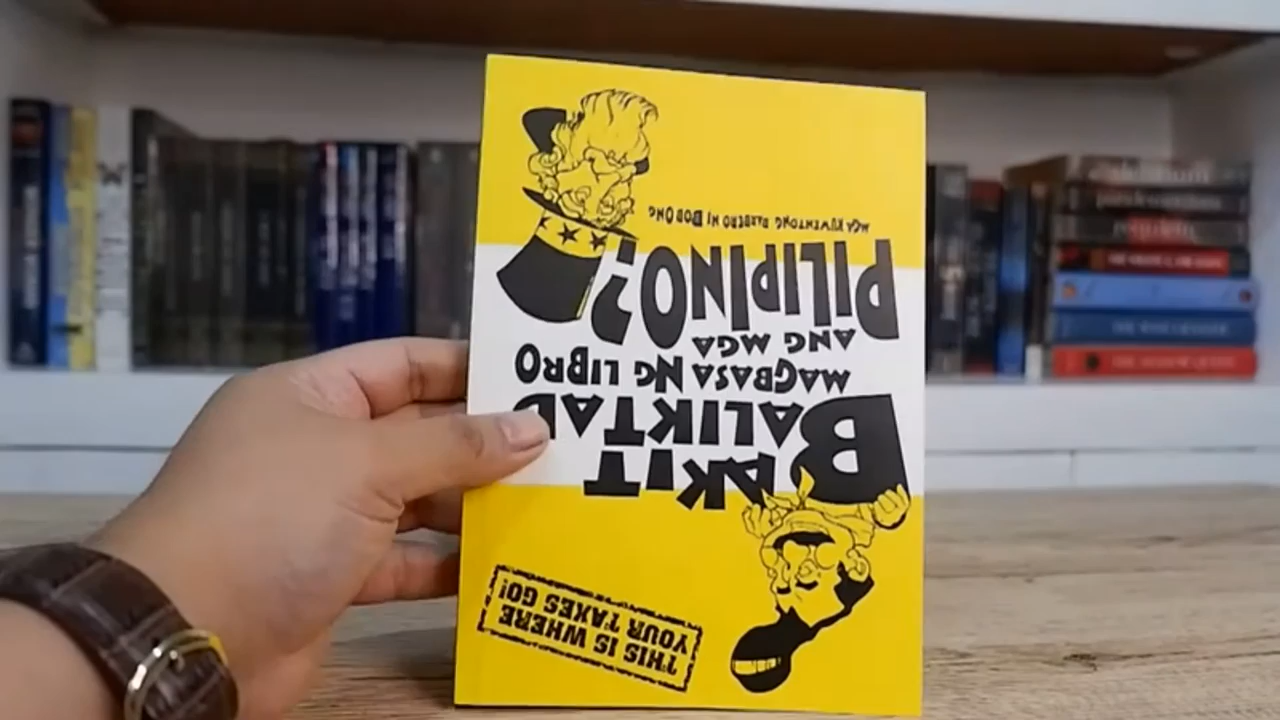 THIS IS WHERE
YOUR TAXES GO!
BAKIT
BALIKTAD
MAGBASA NG LIBRO
ANG MGA
PILIPINO?
MGA KUWENTONG BARBERO NI BOB ONG